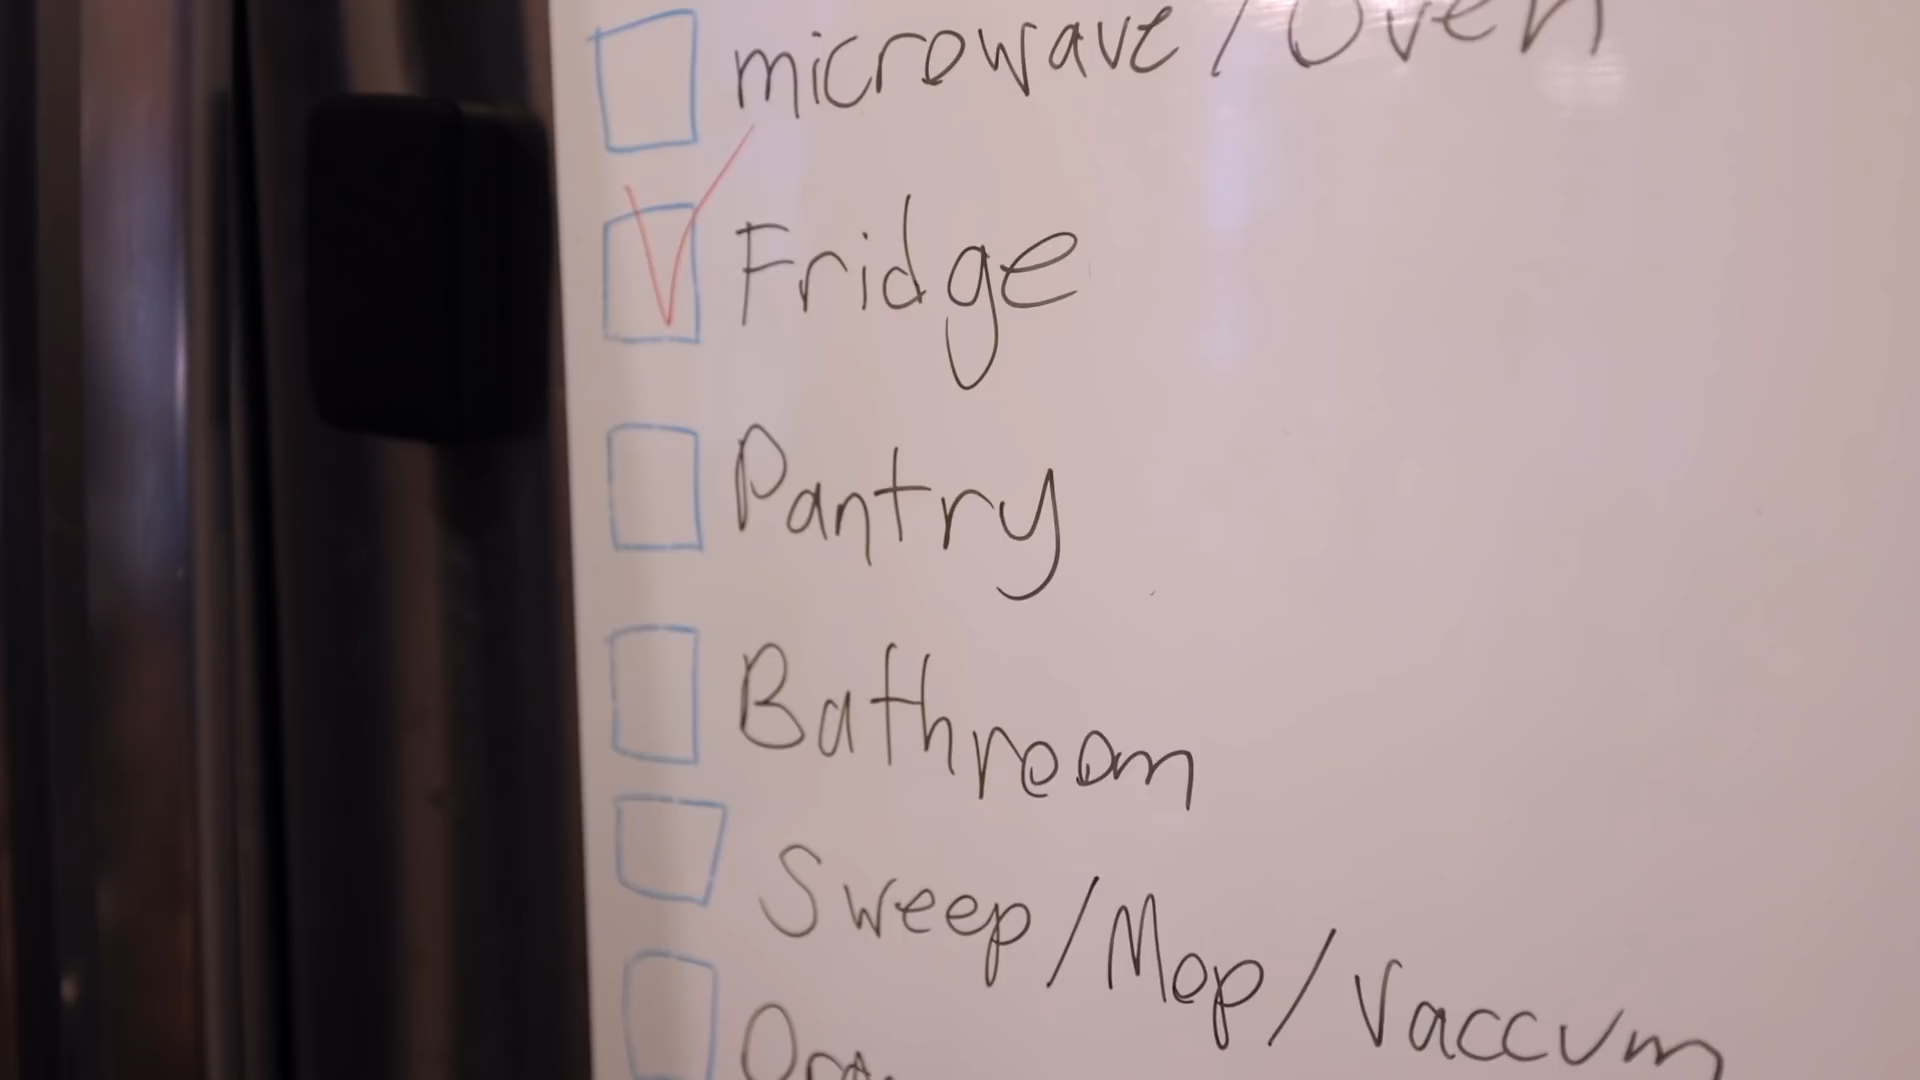 microwave/Oven
Fridge
Pantry
Bathroom
Sweep/Mop/Vaccum